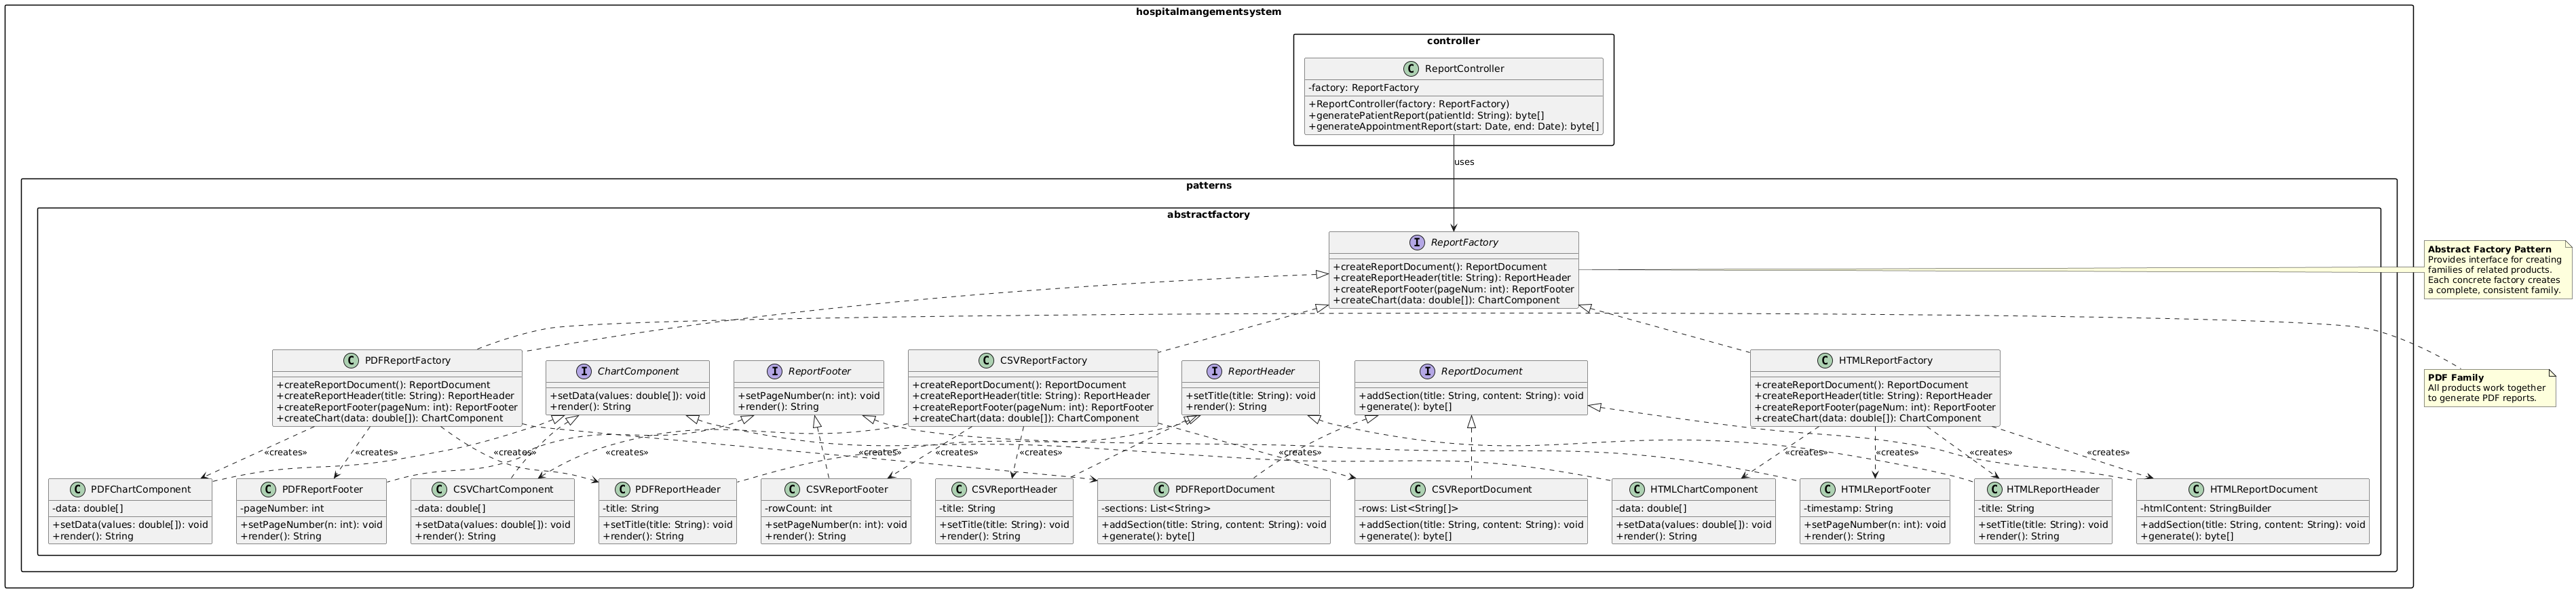 hospitalmangementsystem
controller
C ReportController
-factory: ReportFactory
+ReportController(factory: ReportFactory)
+generatePatientReport(patientId: String): byte[]
+generateAppointmentReport(start: Date, end: Date): byte[]
uses
patterns
abstractfactory
I ReportFactory
+createReportDocument(): ReportDocument
+createReportHeader(title: String): ReportHeader
+createReportFooter(pageNum: int): ReportFooter
+createChart(data: double[]): ChartComponent
Abstract Factory Pattern
Provides interface for creating
families of related products.
Each concrete factory creates
a complete, consistent family.
C PDFReportFactory
+createReportDocument(): ReportDocument
+createReportHeader(title: String): ReportHeader
+createReportFooter(pageNum: int): ReportFooter
+createChart(data: double[]): ChartComponent
I ChartComponent
+setData(values: double[]): void
+render(): String
I ReportFooter
+setPageNumber(n: int): void
+render(): String
C CSVReportFactory
+createReportDocument(): ReportDocument
+createReportHeader(title: String): ReportHeader
+createReportFooter(pageNum: int): ReportFooter
+createChart(data: double[]): ChartComponent
I ReportHeader
+setTitle(title: String): void
+render(): String
I ReportDocument
+addSection(title: String, content: String): void
+generate(): byte[]
C HTMLReportFactory
+createReportDocument(): ReportDocument
+createReportHeader(title: String): ReportHeader
+createReportFooter(pageNum: int): ReportFooter
+createChart(data: double[]): ChartComponent
PDF Family
All products work together
to generate PDF reports.
«creates»
«creates»
«creates»
«creates»
«creates»
«creates»
«creates»
«creates»
«creates»
«creates»
«creates»
«creates»
C PDFChartComponent
-data: double[]
+setData(values: double[]): void
+render(): String
C PDFReportFooter
-pageNumber: int
+setPageNumber(n: int): void
+render(): String
C CSVChartComponent
-data: double[]
+setData(values: double[]): void
+render(): String
C PDFReportHeader
-title: String
+setTitle(title: String): void
+render(): String
C CSVReportFooter
-rowCount: int
+setPageNumber(n: int): void
+render(): String
C CSVReportHeader
-title: String
+setTitle(title: String): void
+render(): String
C PDFReportDocument
-sections: List<String>
+addSection(title: String, content: String): void
+generate(): byte[]
C CSVReportDocument
-rows: List<String[]>
+addSection(title: String, content: String): void
+generate(): byte[]
C HTMLChartComponent
-data: double[]
+setData(values: double[]): void
+render(): String
C HTMLReportFooter
-timestamp: String
+setPageNumber(n: int): void
+render(): String
C HTMLReportHeader
-title: String
+setTitle(title: String): void
+render(): String
C HTMLReportDocument
-htmlContent: StringBuilder
+addSection(title: String, content: String): void
+generate(): byte[]